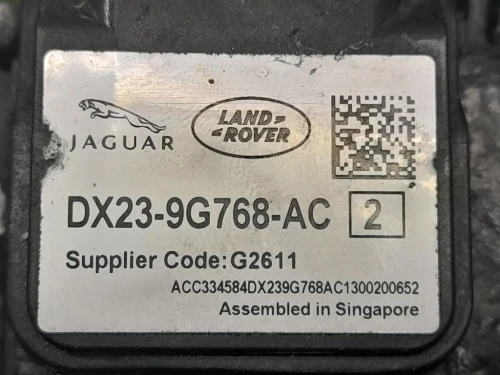 JAGUAR
LAND
ROVER
DX23-9G768-AC 2
Supplier Code: G2611
ACC334584DX239G768AC1300200652
Assembled in Singapore